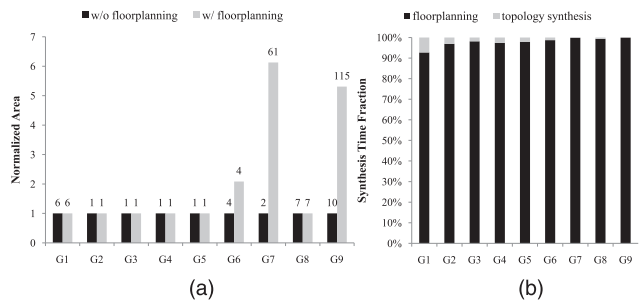 w/o floorplanning w/ floorplanning
Normalized Area
7
6
5
4
3
2
1
0
6 6 1 1 1 1 1 1 1 1 4 4 2 61 7 7 10 115
G1 G2 G3 G4 G5 G6 G7 G8 G9
(a)
floorplanning topology synthesis
Synthesis Time Fraction
100%
90%
80%
70%
60%
50%
40%
30%
20%
10%
0%
G1 G2 G3 G4 G5 G6 G7 G8 G9
(b)